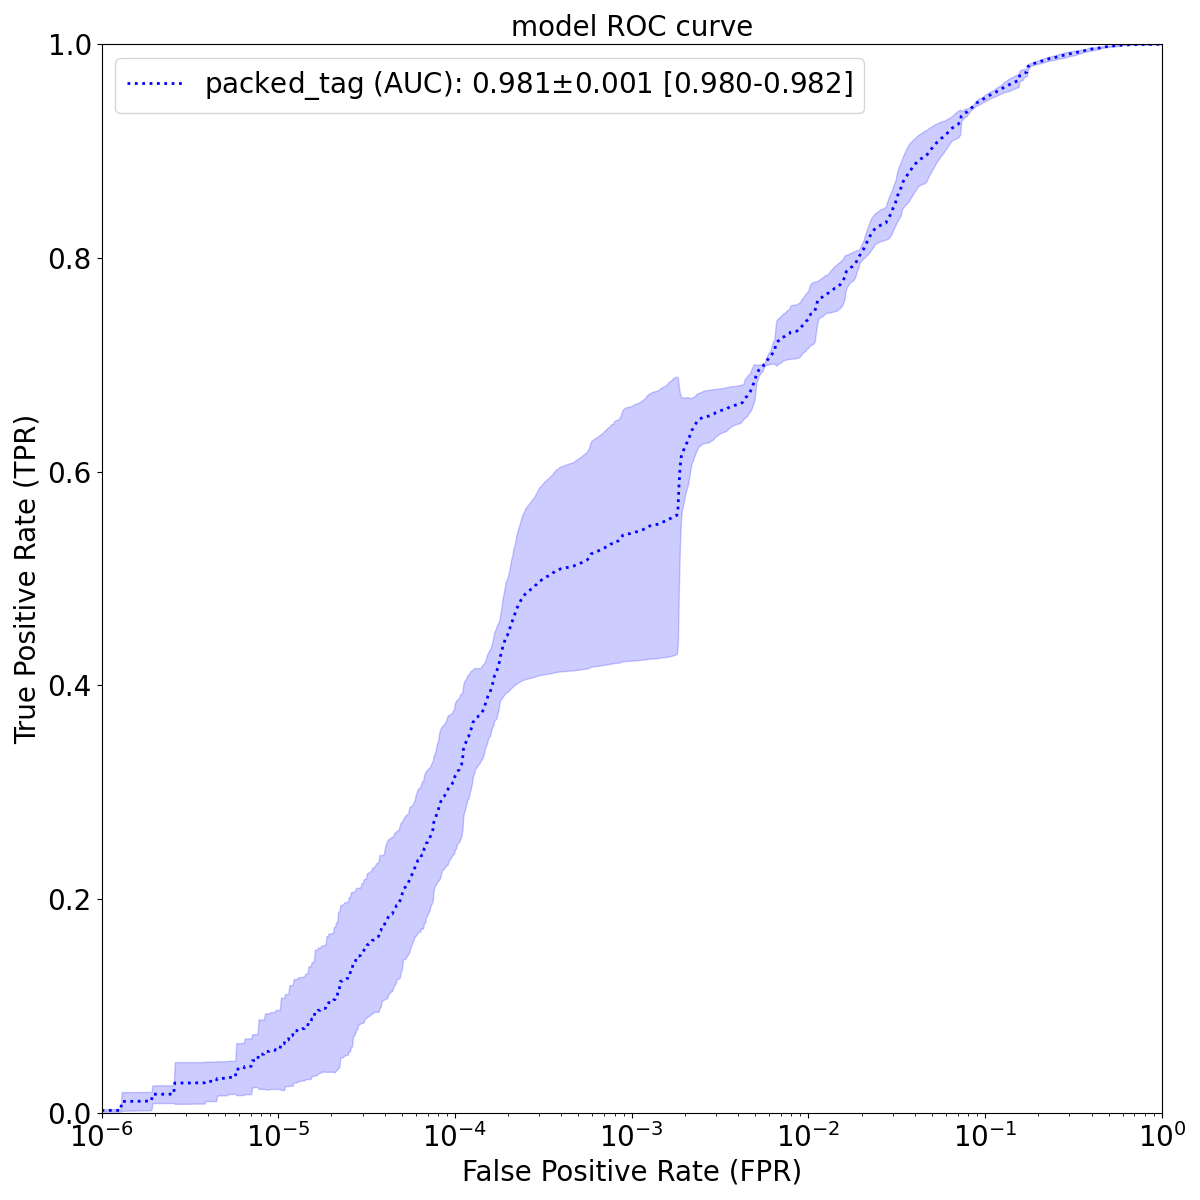 model ROC curve
packed_tag (AUC): 0.981±0.001 [0.980-0.982]
True Positive Rate (TPR)
1.0
0.8
0.6
0.4
0.2
0.0
10⁻⁶ 10⁻⁵ 10⁻⁴ 10⁻³ 10⁻² 10⁻¹ 10⁰
False Positive Rate (FPR)